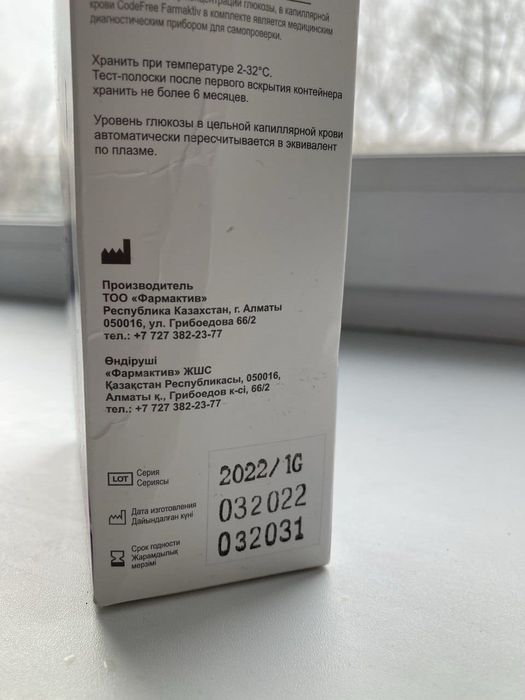 концентрации глюкозы, в капиллярной
крови CodeFree Farmaktiv в комплекте является медицинским
диагностическим прибором для самопроверки.
Хранить при температуре 2-32°С.
Тест-полоски после первого вскрытия контейнера
хранить не более 6 месяцев.
Уровень глюкозы в цельной капиллярной крови
автоматически пересчитывается в эквивалент
по плазме.
Производитель
ТОО «Фармактив»
Республика Казахстан, г. Алматы
050016, ул. Грибоедова 66/2
тел.: +7 727 382-23-77
Өндіруші
«Фармактив» ЖШС
Қазақстан Республикасы, 050016,
Алматы қ., Грибоедов к-сі, 66/2
тел.: +7 727 382-23-77
LOT Серия
Сериясы
2022/1G
Дата изготовления
Дайындалған күні
032022
Срок годности
Жарамдылық
мерзімі
032031